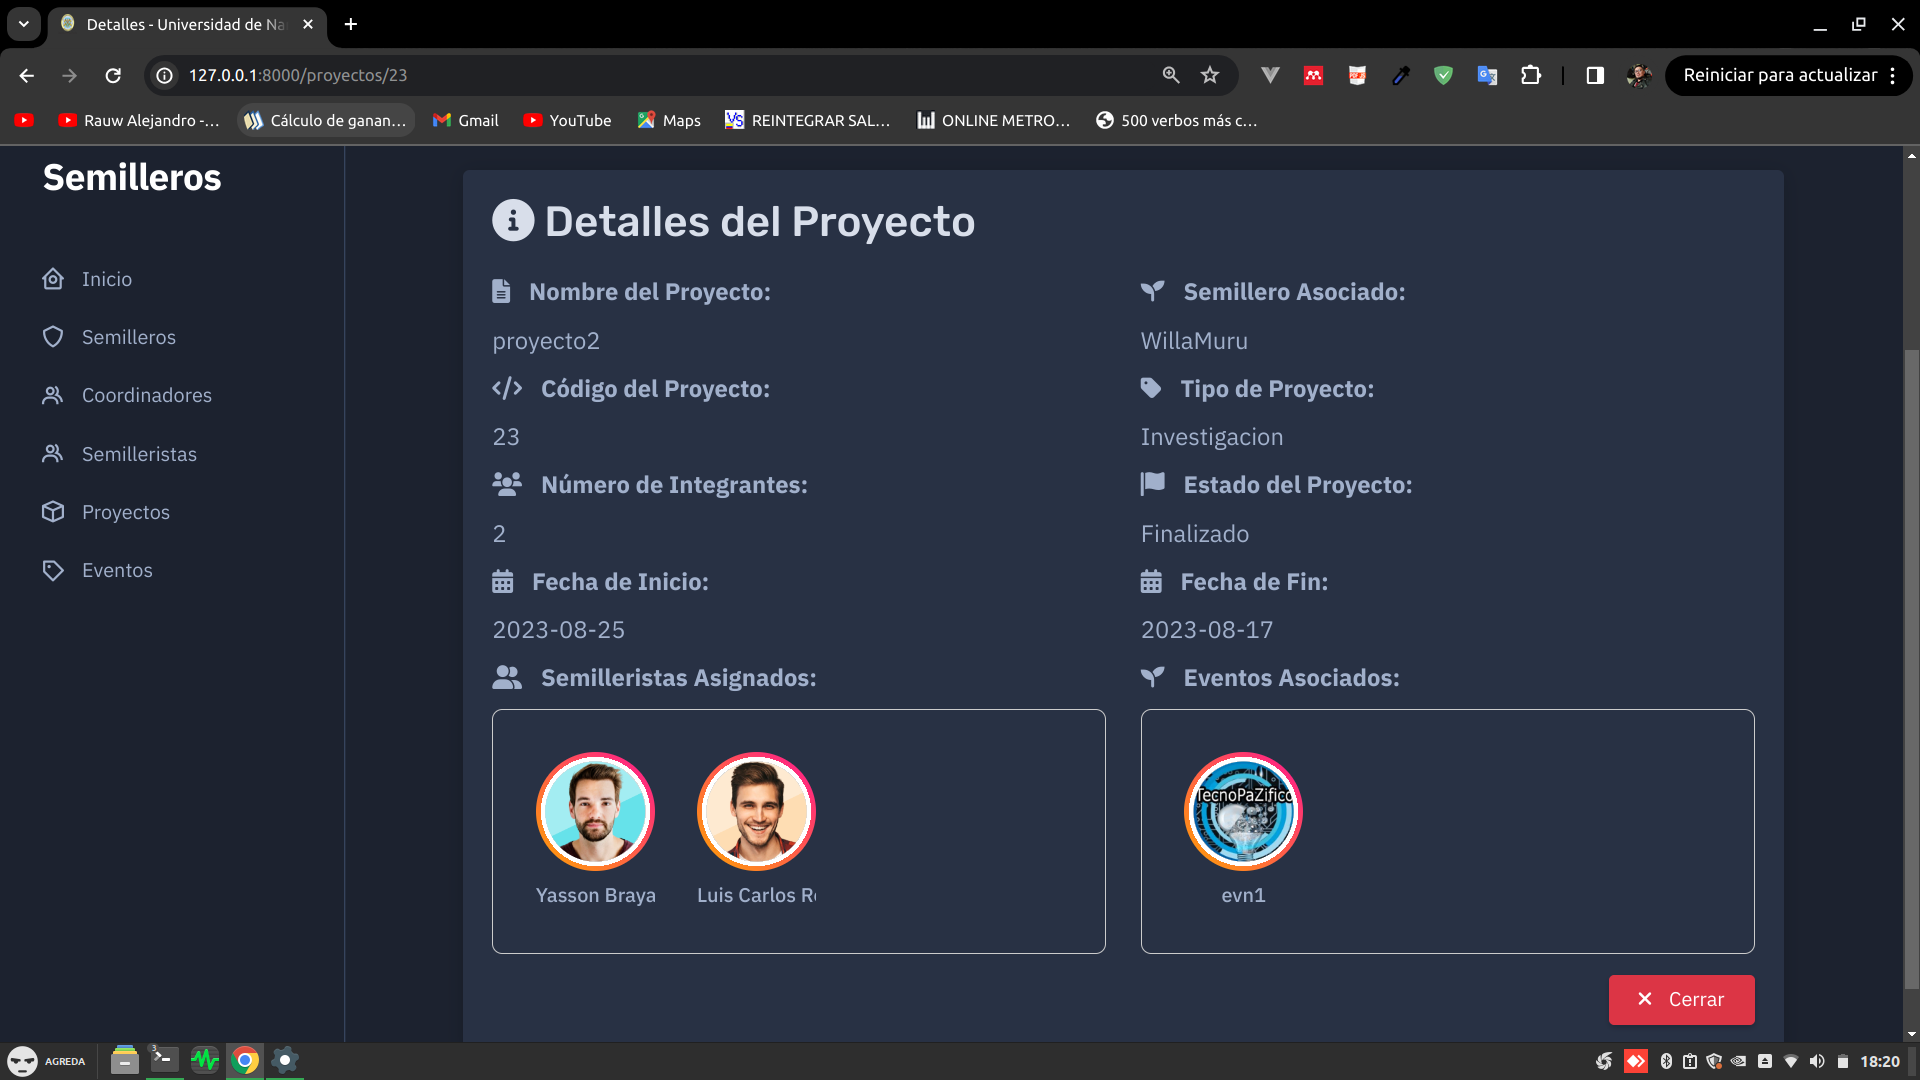 Detalles - Universidad de Na
127.0.0.1:8000/proyectos/23
Reiniciar para actualizar
Rauw Alejandro -...
Cálculo de ganan...
Gmail
YouTube
Maps
REINTEGRAR SAL...
ONLINE METRO...
500 verbos más c...
Semilleros
Inicio
Semilleros
Coordinadores
Semilleristas
Proyectos
Eventos
Detalles del Proyecto
Nombre del Proyecto:
proyecto2
Semillero Asociado:
WillaMuru
Código del Proyecto:
23
Tipo de Proyecto:
Investigacion
Número de Integrantes:
2
Estado del Proyecto:
Finalizado
Fecha de Inicio:
2023-08-25
Fecha de Fin:
2023-08-17
Semilleristas Asignados:
Yasson Braya
Luis Carlos R
Eventos Asociados:
TecnoPaZifico
evn1
Cerrar
AGREDA
3
18:20